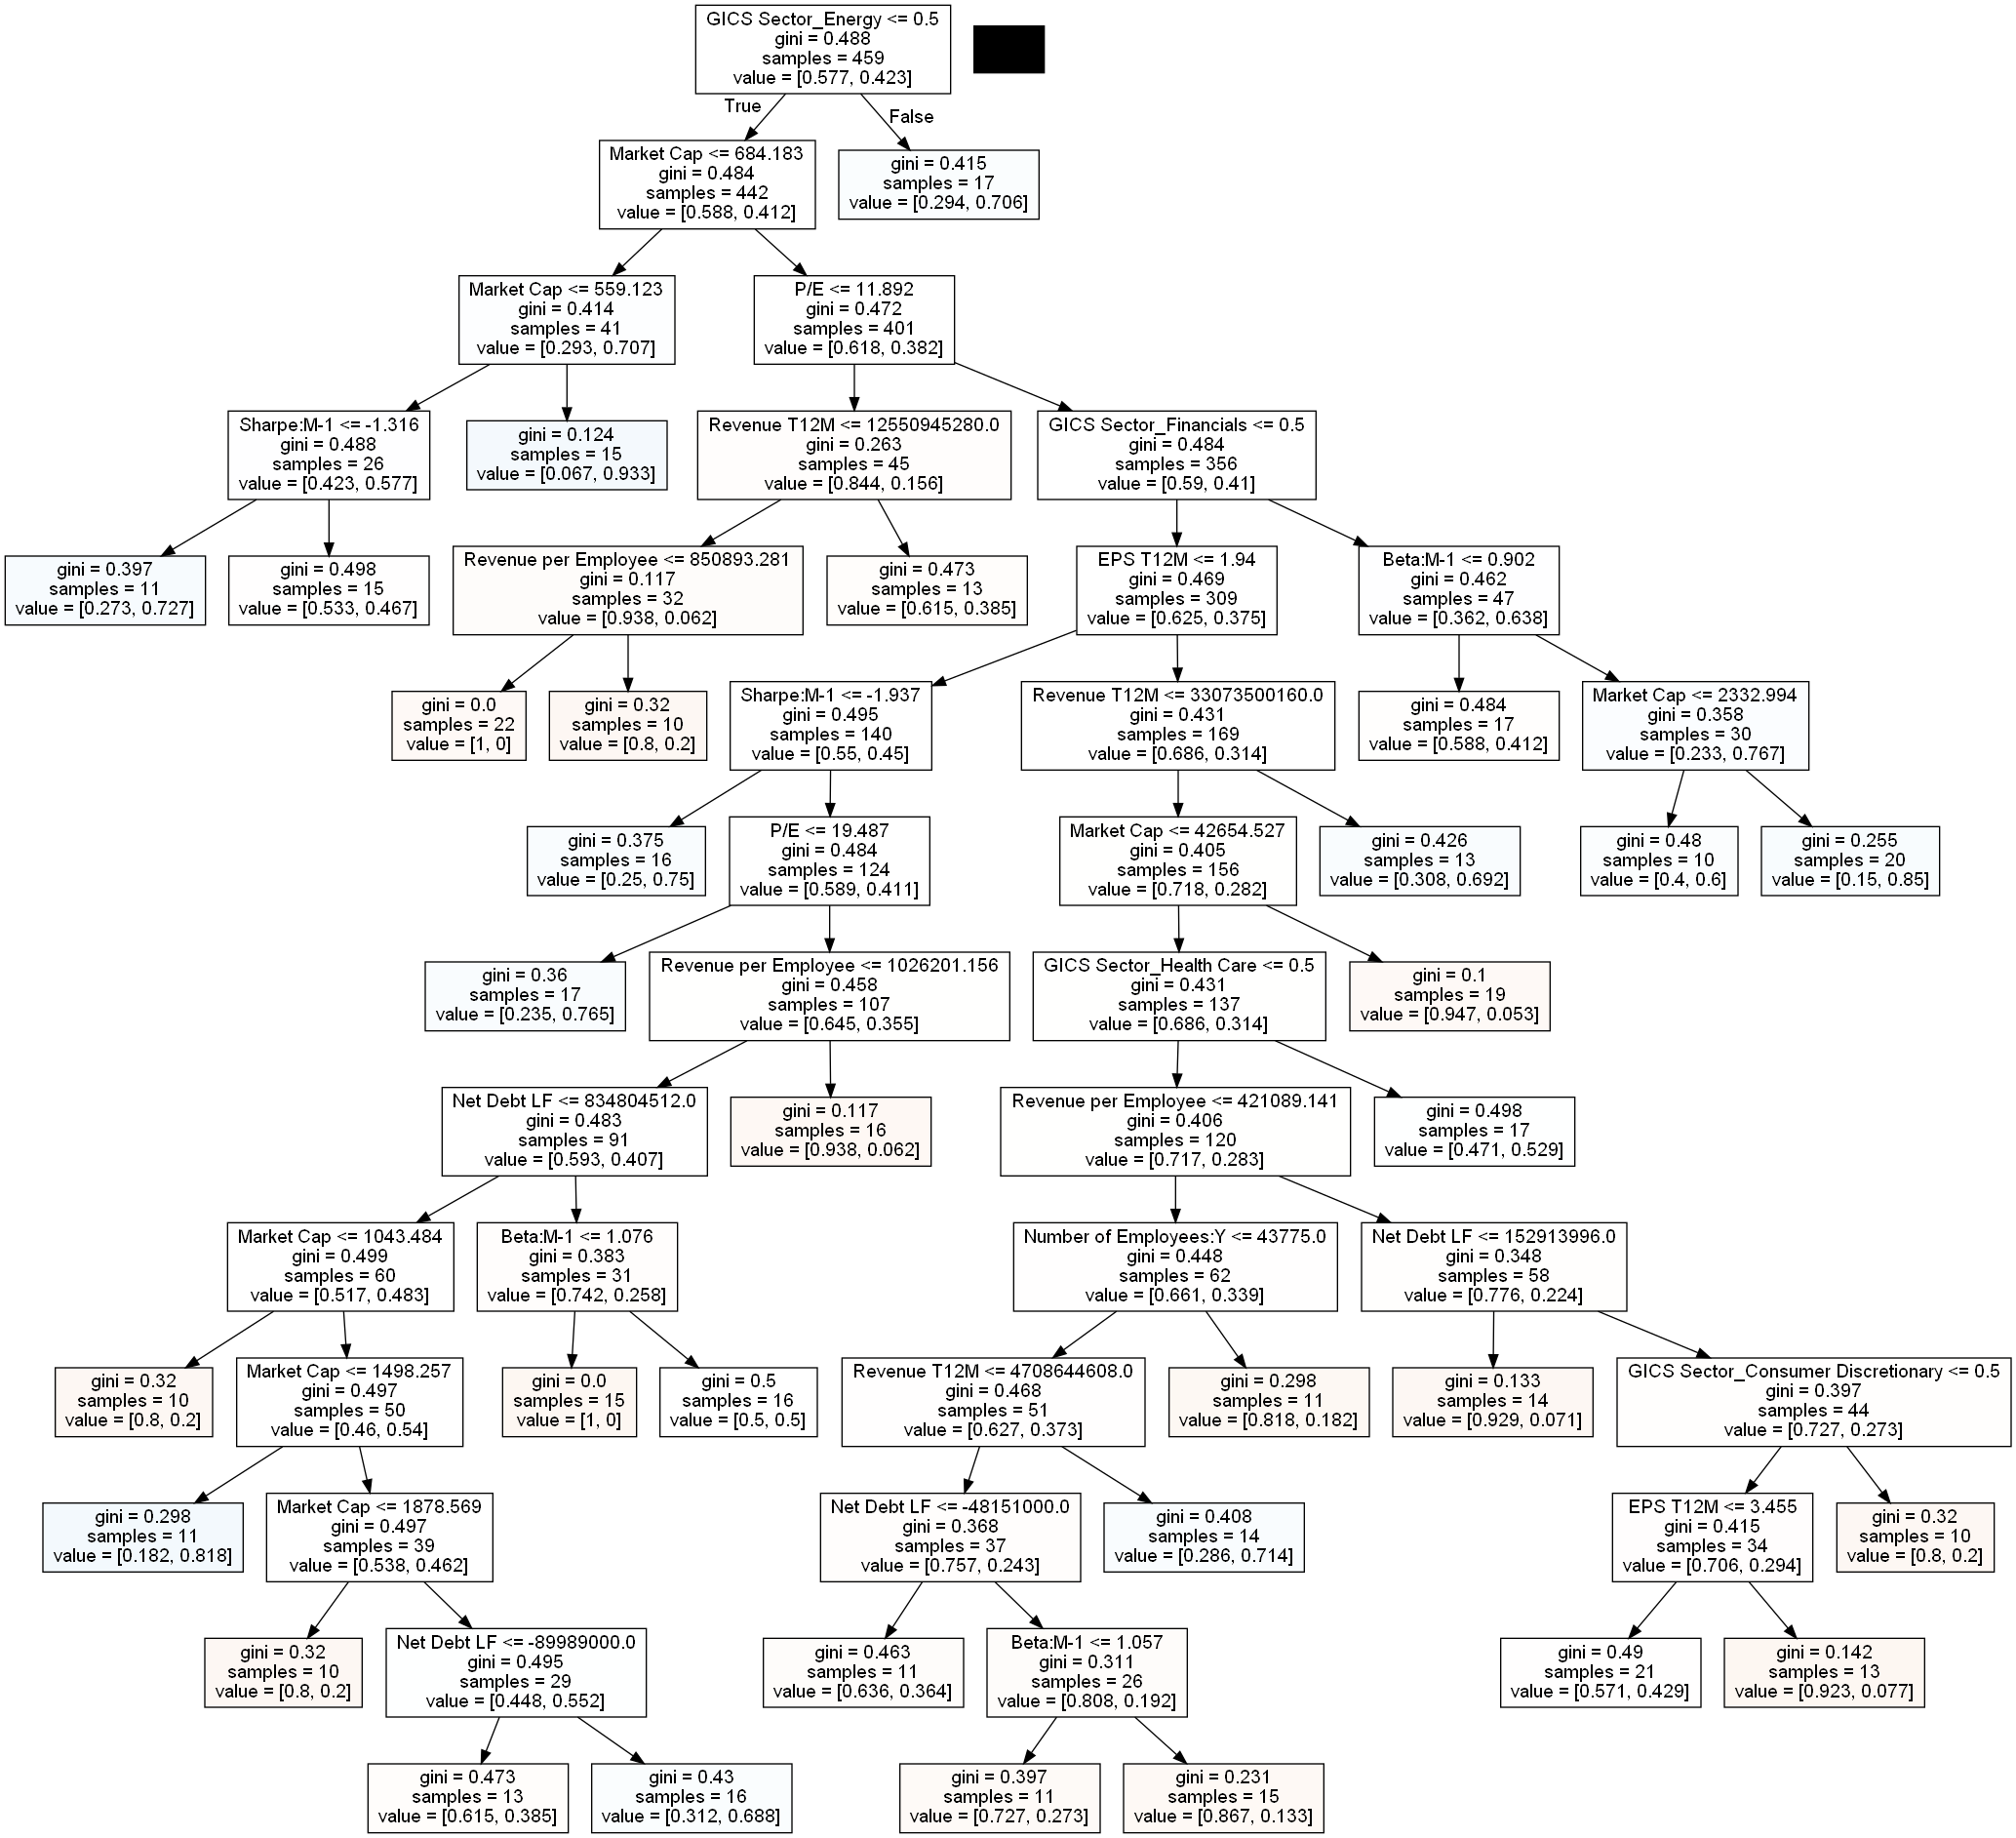 GICS Sector_Energy <= 0.5
gini = 0.488
samples = 459
value = [0.577, 0.423]
True
False
Market Cap <= 684.183
gini = 0.484
samples = 442
value = [0.588, 0.412]
gini = 0.415
samples = 17
value = [0.294, 0.706]
Market Cap <= 559.123
gini = 0.414
samples = 41
value = [0.293, 0.707]
P/E <= 11.892
gini = 0.472
samples = 401
value = [0.618, 0.382]
Sharpe:M-1 <= -1.316
gini = 0.488
samples = 26
value = [0.423, 0.577]
gini = 0.124
samples = 15
value = [0.067, 0.933]
Revenue T12M <= 12550945280.0
gini = 0.263
samples = 45
value = [0.844, 0.156]
GICS Sector_Financials <= 0.5
gini = 0.484
samples = 356
value = [0.59, 0.41]
gini = 0.397
samples = 11
value = [0.273, 0.727]
gini = 0.498
samples = 15
value = [0.533, 0.467]
Revenue per Employee <= 850893.281
gini = 0.117
samples = 32
value = [0.938, 0.062]
gini = 0.473
samples = 13
value = [0.615, 0.385]
EPS T12M <= 1.94
gini = 0.469
samples = 309
value = [0.625, 0.375]
Beta:M-1 <= 0.902
gini = 0.462
samples = 47
value = [0.362, 0.638]
gini = 0.0
samples = 22
value = [1, 0]
gini = 0.32
samples = 10
value = [0.8, 0.2]
Sharpe:M-1 <= -1.937
gini = 0.495
samples = 140
value = [0.55, 0.45]
Revenue T12M <= 33073500160.0
gini = 0.431
samples = 169
value = [0.686, 0.314]
gini = 0.484
samples = 17
value = [0.588, 0.412]
Market Cap <= 2332.994
gini = 0.358
samples = 30
value = [0.233, 0.767]
gini = 0.375
samples = 16
value = [0.25, 0.75]
P/E <= 19.487
gini = 0.484
samples = 124
value = [0.589, 0.411]
Market Cap <= 42654.527
gini = 0.405
samples = 156
value = [0.718, 0.282]
gini = 0.426
samples = 13
value = [0.308, 0.692]
gini = 0.48
samples = 10
value = [0.4, 0.6]
gini = 0.255
samples = 20
value = [0.15, 0.85]
gini = 0.36
samples = 17
value = [0.235, 0.765]
Revenue per Employee <= 1026201.156
gini = 0.458
samples = 107
value = [0.645, 0.355]
GICS Sector_Health Care <= 0.5
gini = 0.431
samples = 137
value = [0.686, 0.314]
gini = 0.1
samples = 19
value = [0.947, 0.053]
Net Debt LF <= 834804512.0
gini = 0.483
samples = 91
value = [0.593, 0.407]
gini = 0.117
samples = 16
value = [0.938, 0.062]
Revenue per Employee <= 421089.141
gini = 0.406
samples = 120
value = [0.717, 0.283]
gini = 0.498
samples = 17
value = [0.471, 0.529]
Market Cap <= 1043.484
gini = 0.499
samples = 60
value = [0.517, 0.483]
Beta:M-1 <= 1.076
gini = 0.383
samples = 31
value = [0.742, 0.258]
Number of Employees:Y <= 43775.0
gini = 0.448
samples = 62
value = [0.661, 0.339]
Net Debt LF <= 152913996.0
gini = 0.348
samples = 58
value = [0.776, 0.224]
gini = 0.32
samples = 10
value = [0.8, 0.2]
Market Cap <= 1498.257
gini = 0.497
samples = 50
value = [0.46, 0.54]
gini = 0.0
samples = 15
value = [1, 0]
gini = 0.5
samples = 16
value = [0.5, 0.5]
Revenue T12M <= 4708644608.0
gini = 0.468
samples = 51
value = [0.627, 0.373]
gini = 0.298
samples = 11
value = [0.818, 0.182]
gini = 0.133
samples = 14
value = [0.929, 0.071]
GICS Sector_Consumer Discretionary <= 0.5
gini = 0.397
samples = 44
value = [0.727, 0.273]
gini = 0.298
samples = 11
value = [0.182, 0.818]
Market Cap <= 1878.569
gini = 0.497
samples = 39
value = [0.538, 0.462]
Net Debt LF <= -48151000.0
gini = 0.368
samples = 37
value = [0.757, 0.243]
gini = 0.408
samples = 14
value = [0.286, 0.714]
EPS T12M <= 3.455
gini = 0.415
samples = 34
value = [0.706, 0.294]
gini = 0.32
samples = 10
value = [0.8, 0.2]
gini = 0.32
samples = 10
value = [0.8, 0.2]
Net Debt LF <= -89989000.0
gini = 0.495
samples = 29
value = [0.448, 0.552]
gini = 0.463
samples = 11
value = [0.636, 0.364]
Beta:M-1 <= 1.057
gini = 0.311
samples = 26
value = [0.808, 0.192]
gini = 0.49
samples = 21
value = [0.571, 0.429]
gini = 0.142
samples = 13
value = [0.923, 0.077]
gini = 0.473
samples = 13
value = [0.615, 0.385]
gini = 0.43
samples = 16
value = [0.312, 0.688]
gini = 0.397
samples = 11
value = [0.727, 0.273]
gini = 0.231
samples = 15
value = [0.867, 0.133]